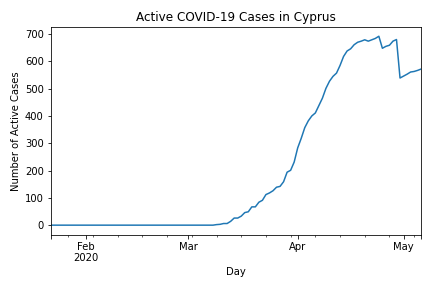 Active COVID-19 Cases in Cyprus
700
600
500
400
300
200
100
0
Number of Active Cases
Feb
2020
Mar
Apr
May
Day